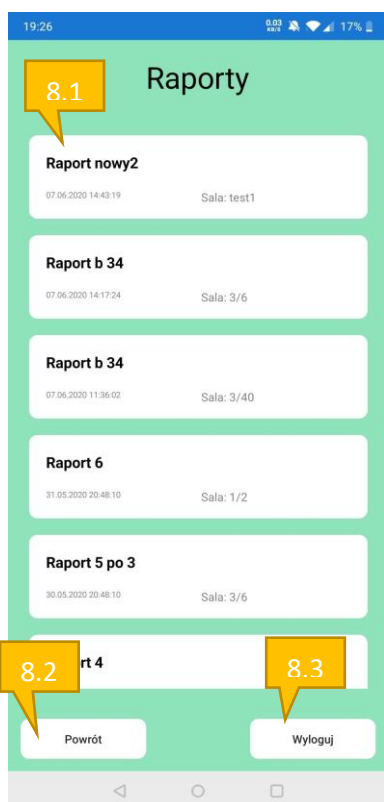 19:26 0.03 KB/S 17%
Raporty
8.1
Raport nowy2
07.06.2020 14:43:19 Sala: test1
Raport b 34
07.06.2020 14:17:24 Sala: 3/6
Raport b 34
07.06.2020 11:36:02 Sala: 3/40
Raport 6
31.05.2020 20:48:10 Sala: 1/2
Raport 5 po 3
30.05.2020 20:48:10 Sala: 3/6
8.2 rt 4 8.3
Powrót Wyloguj